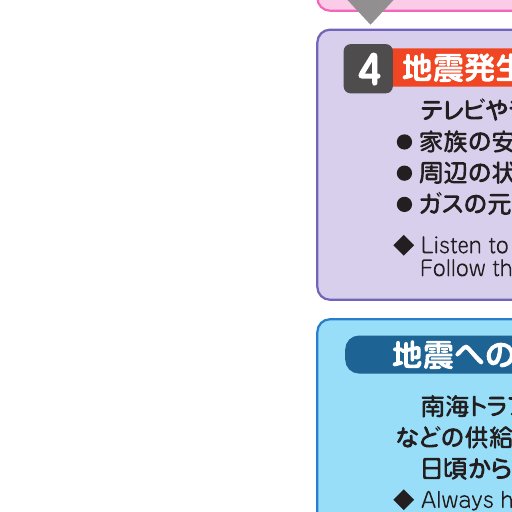 4 地震発生
テレビや
● 家族の安
● 周辺の状
● ガスの元
◆ Listen to
Follow th
地震への
南海トラフ
などの供給
日頃から
◆ Always h